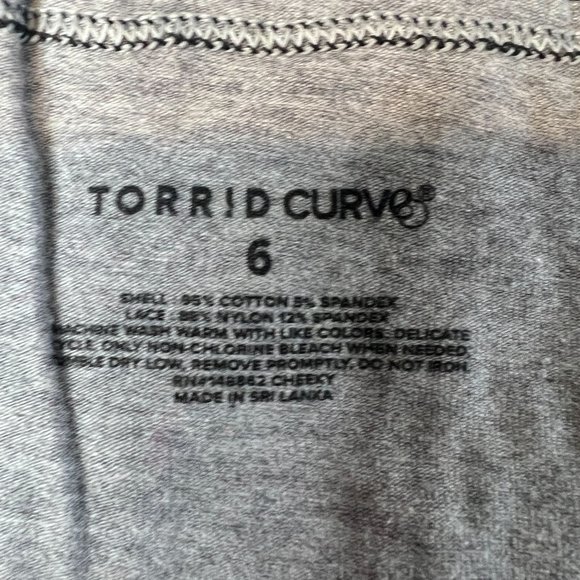 TORRID CURVE®
6
SHELL : 95% COTTON 5% SPANDEX
LACE : 88% NYLON 12% SPANDEX
MACHINE WASH WARM WITH LIKE COLORS. DELICATE
CYCLE. ONLY NON-CHLORINE BLEACH WHEN NEEDED.
TUMBLE DRY LOW, REMOVE PROMPTLY. DO NOT IRON.
RN#148862 CHEEKY
MADE IN SRI LANKA